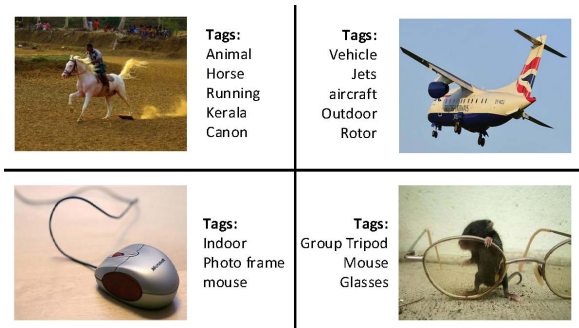 Tags:
Animal
Horse
Running
Kerala
Canon
Tags:
Vehicle
Jets
aircraft
Outdoor
Rotor
Tags:
Indoor
Photo frame
mouse
Microsoft
Tags:
Group Tripod
Mouse
Glasses